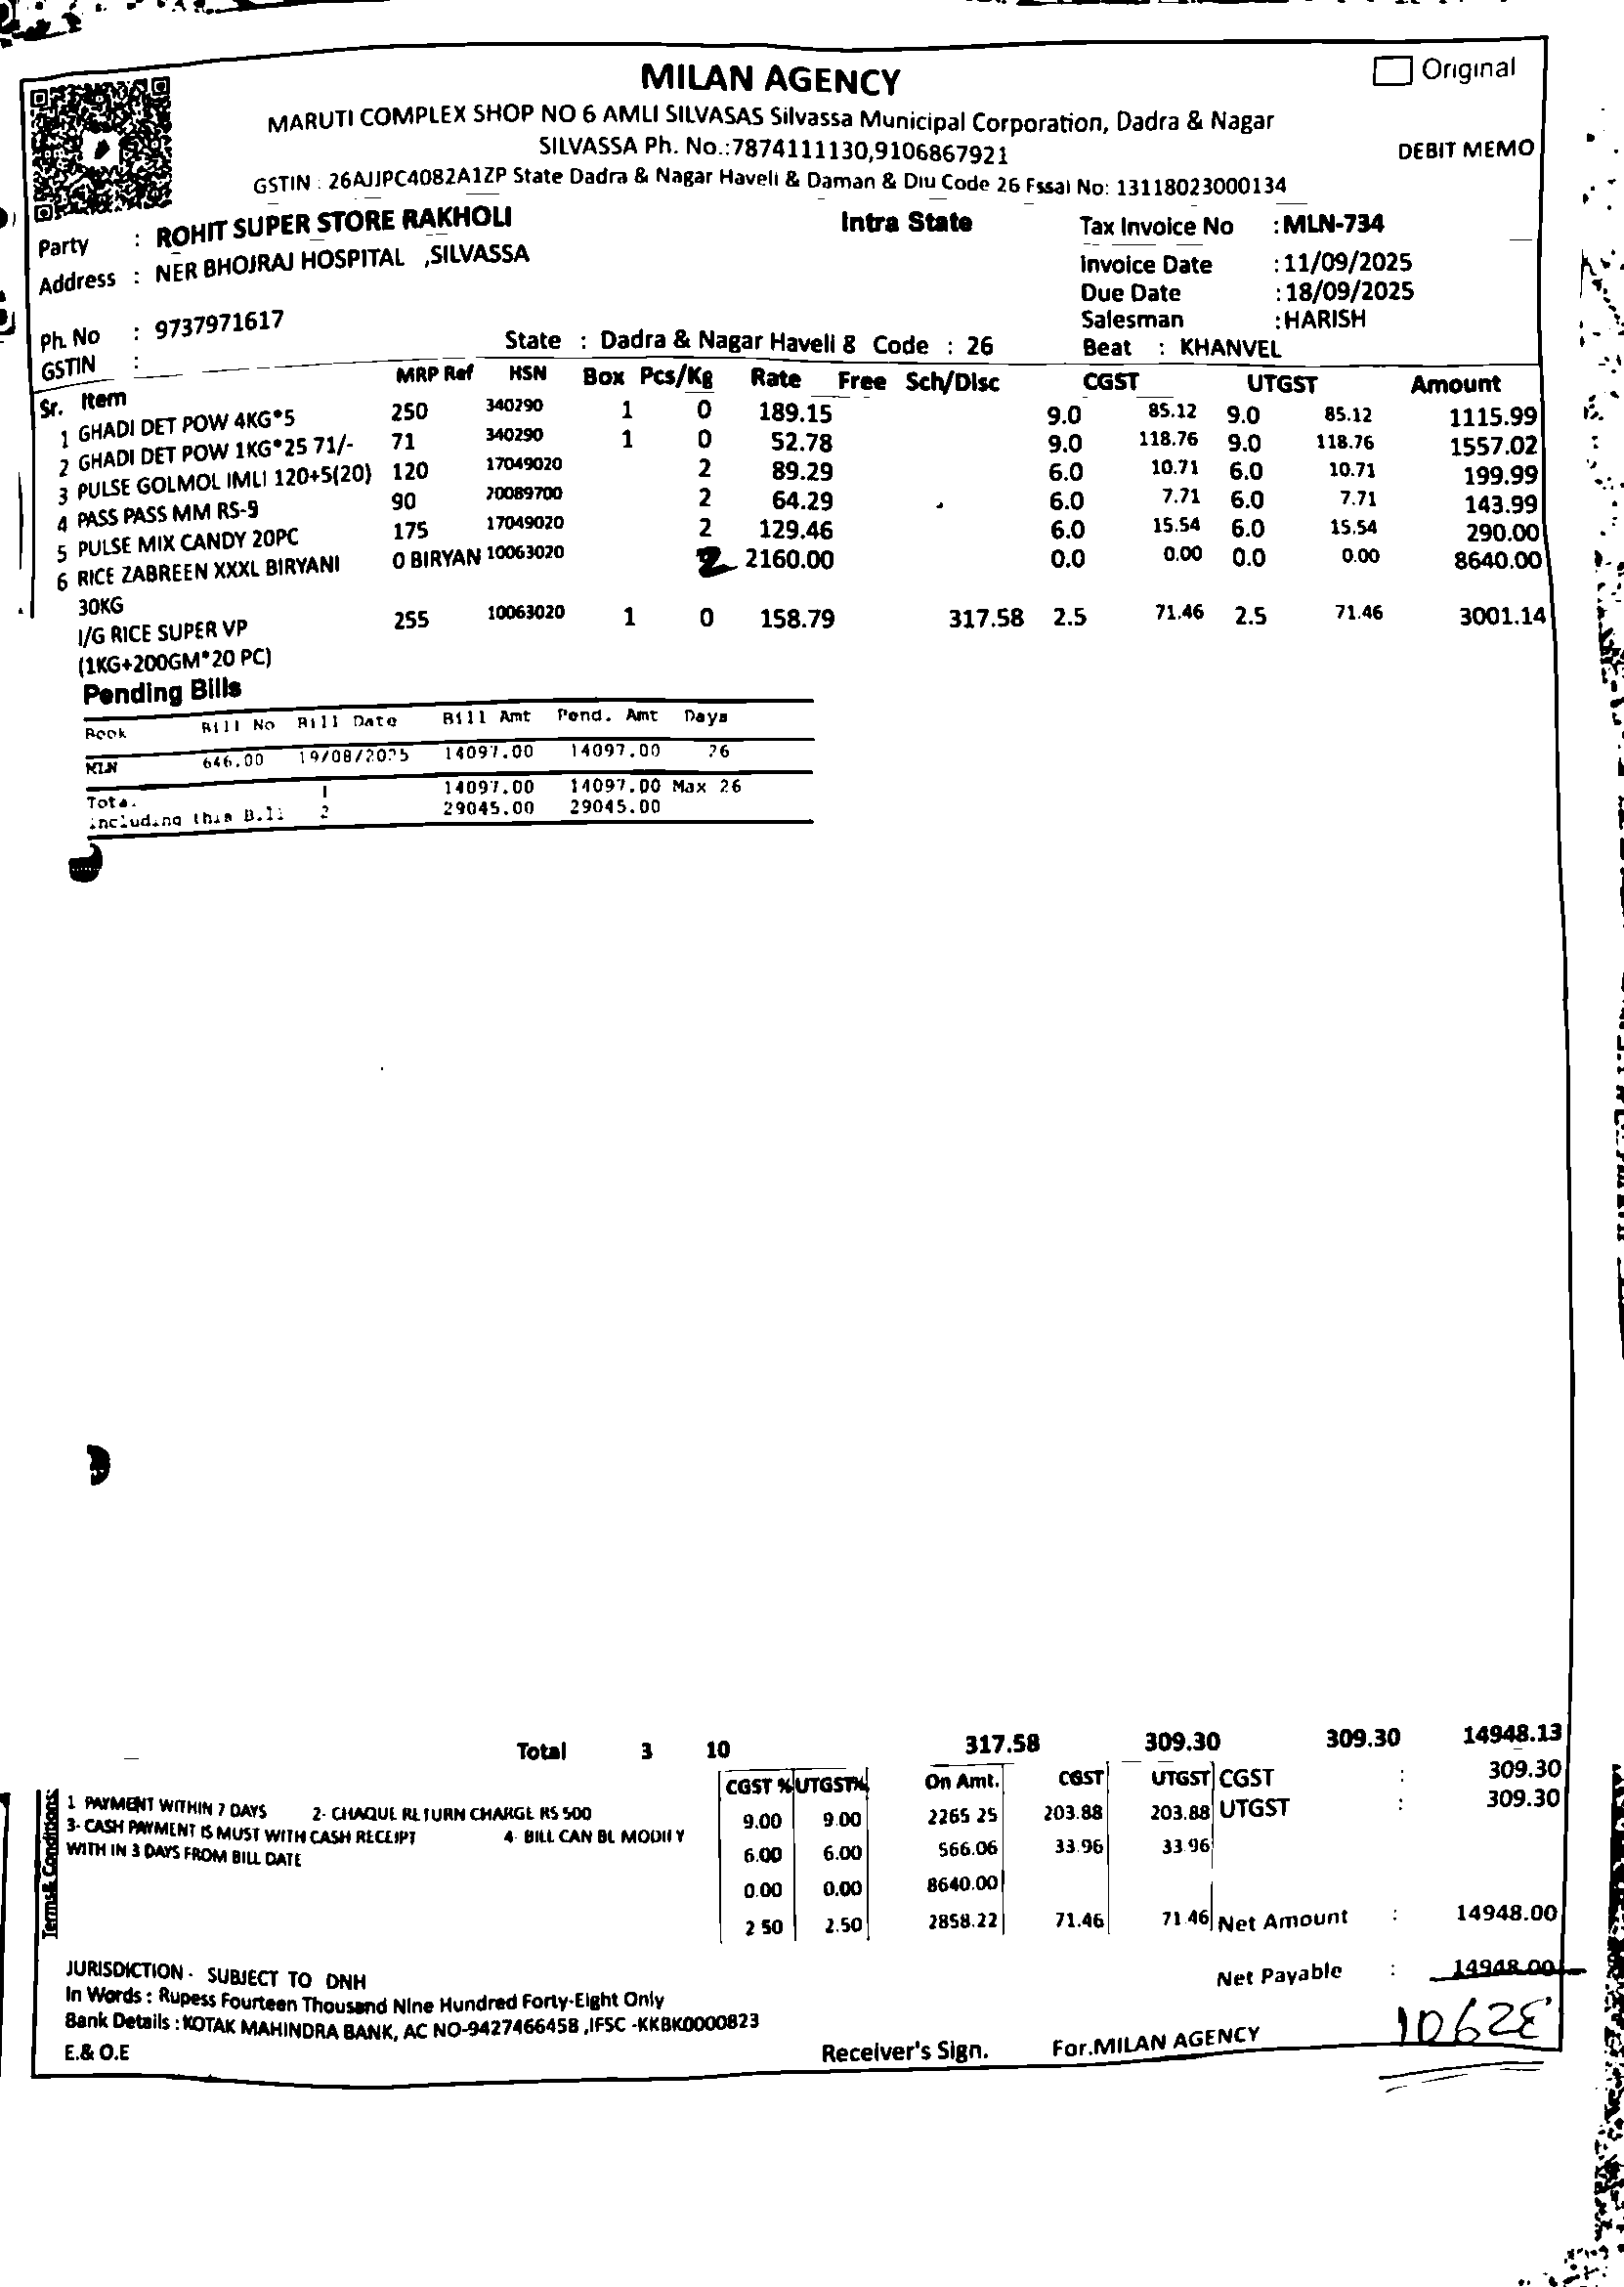 MILAN AGENCY
Original
MARUTI COMPLEX SHOP NO 6 AMLI SILVASAS Silvassa Municipal Corporation, Dadra & Nagar
SILVASSA Ph. No.:7874111130,9106867921
DEBIT MEMO
GSTIN : 26AJJPC4082A1ZP State Dadra & Nagar Haveli & Daman & Diu Code 26 Fssai No: 13118023000134
Party : ROHIT SUPER STORE RAKHOLI Intra State Tax Invoice No : MLN-734
Address : NER BHOJRAJ HOSPITAL ,SILVASSA Invoice Date : 11/09/2025
Due Date : 18/09/2025
Ph. No : 9737971617 Salesman : HARISH
GSTIN : State : Dadra & Nagar Haveli & Code : 26 Beat : KHANVEL
Sr. Item MRP Ref HSN Box Pcs/Kg Rate Free Sch/Disc CGST UTGST Amount
1 GHADI DET POW 4KG*5 250 340290 1 0 189.15 9.0 85.12 9.0 85.12 1115.99
2 GHADI DET POW 1KG*25 71/- 71 340290 1 0 52.78 9.0 118.76 9.0 118.76 1557.02
3 PULSE GOLMOL IMLI 120+5(20) 120 17049020 2 89.29 6.0 10.71 6.0 10.71 199.99
4 PASS PASS MM RS-9 90 20089700 2 64.29 6.0 7.71 6.0 7.71 143.99
5 PULSE MIX CANDY 20PC 175 17049020 2 129.46 6.0 15.54 6.0 15.54 290.00
6 RICE ZABREEN XXXL BIRYANI 0 BIRYAN 10063020 2 2160.00 0.0 0.00 0.0 0.00 8640.00
30KG
I/G RICE SUPER VP 255 10063020 1 0 158.79 317.58 2.5 71.46 2.5 71.46 3001.14
(1KG+200GM*20 PC)
Pending Bills
Book Bill No Bill Date Bill Amt Pend. Amt Days
MLN 646.00 19/08/2025 14097.00 14097.00 26
Total 1 14097.00 14097.00 Max 26
including this Bill 2 29045.00 29045.00
Total 3 10 317.58 309.30 309.30 14948.13
CGST % UTGST% On Amt. CGST UTGST CGST : 309.30
9.00 9.00 2265.25 203.88 203.88 UTGST : 309.30
6.00 6.00 566.06 33.96 33.96
0.00 0.00 8640.00
2.50 2.50 2858.22 71.46 71.46 Net Amount : 14948.00
Terms& Conditions:
1 PAYMENT WITHIN 7 DAYS 2- CHAQUE RETURN CHARGE RS 500
3- CASH PAYMENT IS MUST WITH CASH RECEIPT 4- BILL CAN BE MODIIY
WITH IN 3 DAYS FROM BILL DATE
Net Payable : 14948.00
JURISDICTION - SUBJECT TO DNH
In Words : Rupess Fourteen Thousand Nine Hundred Forty-Eight Only
Bank Details : KOTAK MAHINDRA BANK, AC NO-9427466458 ,IFSC -KKBK0000823
E.& O.E Receiver's Sign. For.MILAN AGENCY